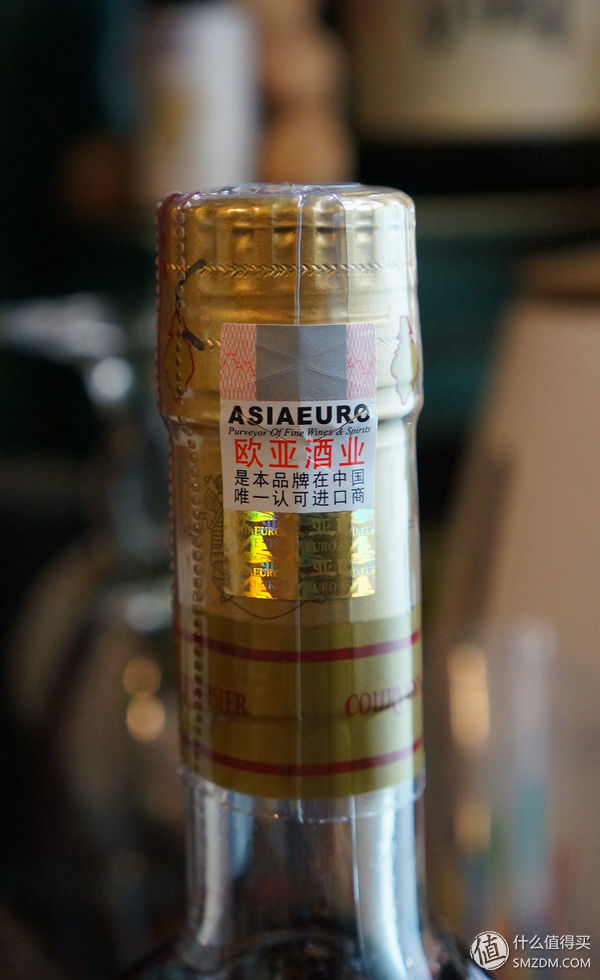 ASIAEURO
Purveyor Of Fine Wines & Spirits
欧亚酒业
是本品牌在中国
唯一认可进口商
什么值得买
值
SMZDM.COM